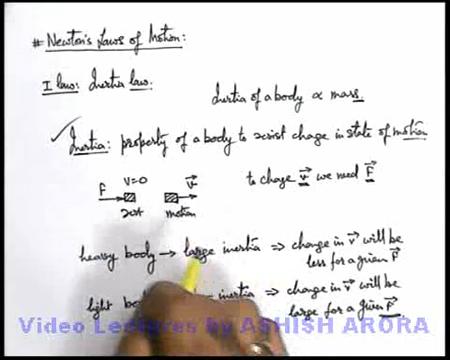 # Newton's Laws of Motion:
I law: Inertia law.
Inertia of a body ∝ mass.
✓ Inertia: property of a body to resist change in state of motion
F V=0 V⃗
rest motion
to change v⃗ we need F⃗
heavy body → large inertia ⇒ change in v⃗ will be
less for a given F⃗
light inertia ⇒ change in v⃗ will be
large for a given F⃗
Video Lectures by ASHISH ARORA